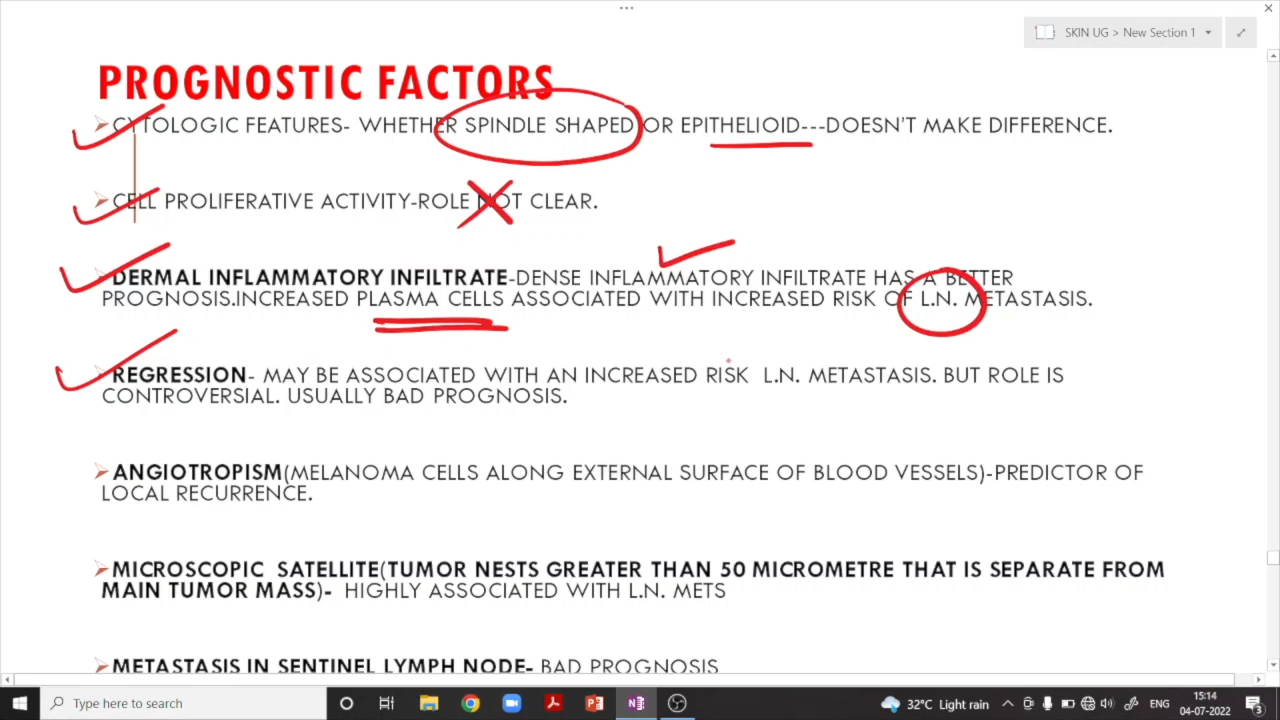 SKIN UG > New Section 1
PROGNOSTIC FACTORS
CYTOLOGIC FEATURES- WHETHER SPINDLE SHAPED OR EPITHELIOID---DOESN'T MAKE DIFFERENCE.
CELL PROLIFERATIVE ACTIVITY-ROLE NOT CLEAR.
DERMAL INFLAMMATORY INFILTRATE-DENSE INFLAMMATORY INFILTRATE HAS A BETTER
PROGNOSIS.INCREASED PLASMA CELLS ASSOCIATED WITH INCREASED RISK OF L.N. METASTASIS.
REGRESSION- MAY BE ASSOCIATED WITH AN INCREASED RISK L.N. METASTASIS. BUT ROLE IS
CONTROVERSIAL. USUALLY BAD PROGNOSIS.
ANGIOTROPISM(MELANOMA CELLS ALONG EXTERNAL SURFACE OF BLOOD VESSELS)-PREDICTOR OF
LOCAL RECURRENCE.
MICROSCOPIC SATELLITE(TUMOR NESTS GREATER THAN 50 MICROMETRE THAT IS SEPARATE FROM
MAIN TUMOR MASS)- HIGHLY ASSOCIATED WITH L.N. METS
METASTASIS IN SENTINEL LYMPH NODE- BAD PROGNOSIS
Type here to search
32°C Light rain
ENG
15:14
04-07-2022
3